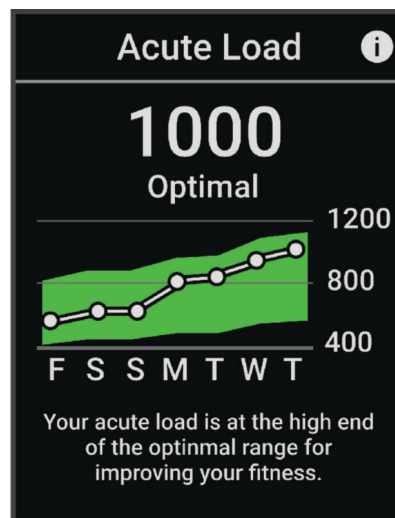 Acute Load i
1000
Optimal
1200
800
400
F S S M T W T
Your acute load is at the high end
of the optinmal range for
improving your fitness.